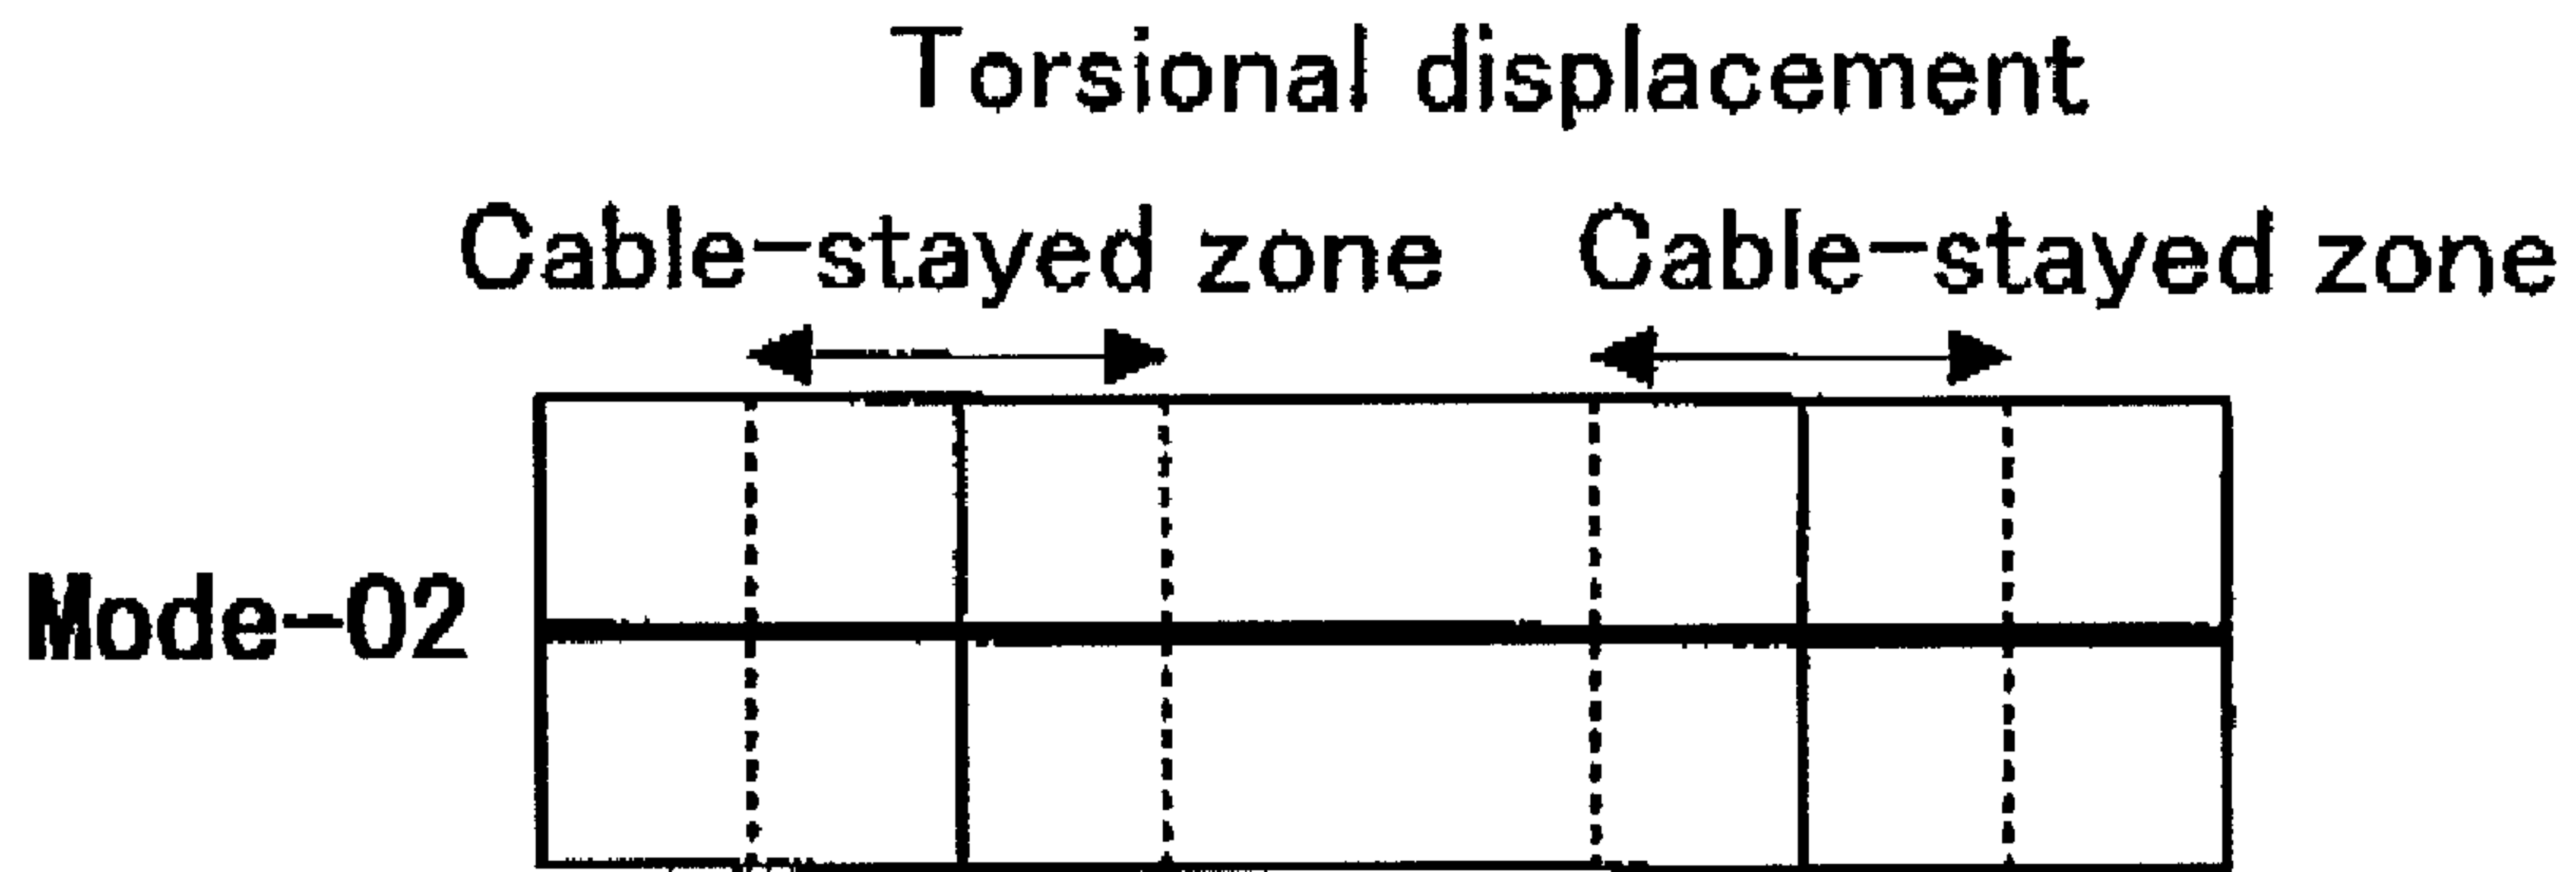 Torsional displacement
Cable-stayed zone Cable-stayed zone
Mode-02